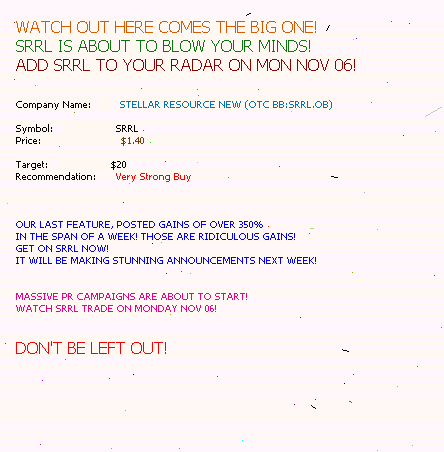 WATCH OUT HERE COMES THE BIG ONE!
SRRL IS ABOUT TO BLOW YOUR MINDS!
ADD SRRL TO YOUR RADAR ON MON NOV 06!
Company Name: STELLAR RESOURCE NEW (OTC BB:SRRL.OB)
Symbol: SRRL
Price: $1.40
Target: $20
Recommendation: Very Strong Buy
OUR LAST FEATURE, POSTED GAINS OF OVER 350%
IN THE SPAN OF A WEEK! THOSE ARE RIDICULOUS GAINS!
GET ON SRRL NOW!
IT WILL BE MAKING STUNNING ANNOUNCEMENTS NEXT WEEK!
MASSIVE PR CAMPAIGNS ARE ABOUT TO START!
WATCH SRRL TRADE ON MONDAY NOV 06!
DON'T BE LEFT OUT!